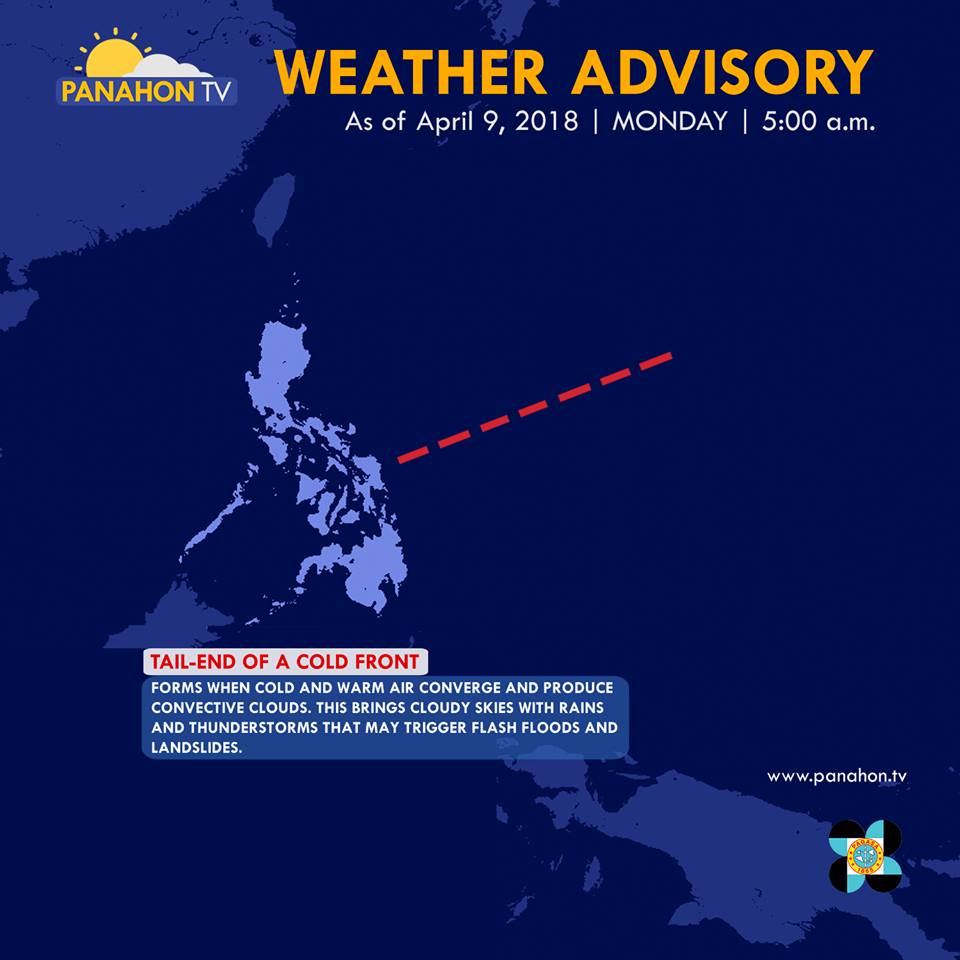 PANAHON TV
WEATHER ADVISORY
As of April 9, 2018 | MONDAY | 5:00 a.m.
TAIL-END OF A COLD FRONT
FORMS WHEN COLD AND WARM AIR CONVERGE AND PRODUCE
CONVECTIVE CLOUDS. THIS BRINGS CLOUDY SKIES WITH RAINS
AND THUNDERSTORMS THAT MAY TRIGGER FLASH FLOODS AND
LANDSLIDES.
www.panahon.tv
PAGASA
1865